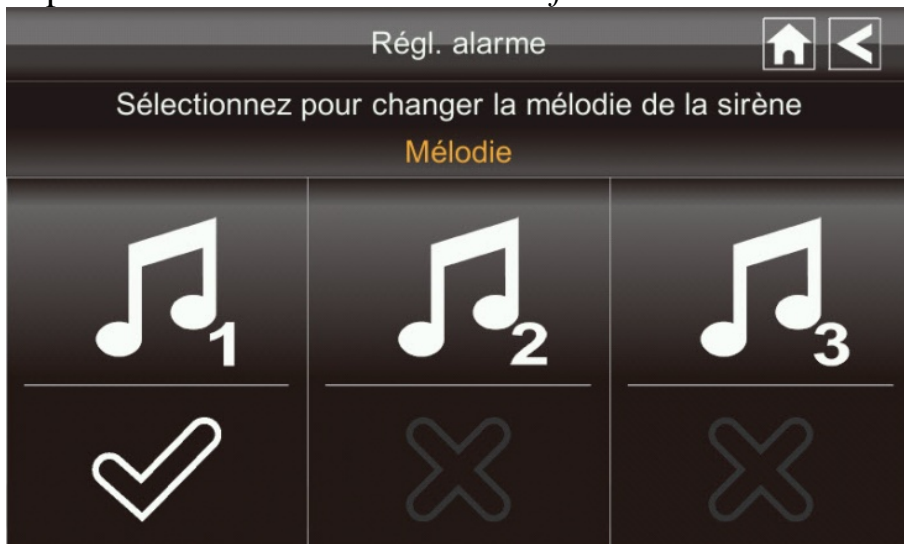 Régl. alarme
Sélectionnez pour changer la mélodie de la sirène
Mélodie
1 2 3